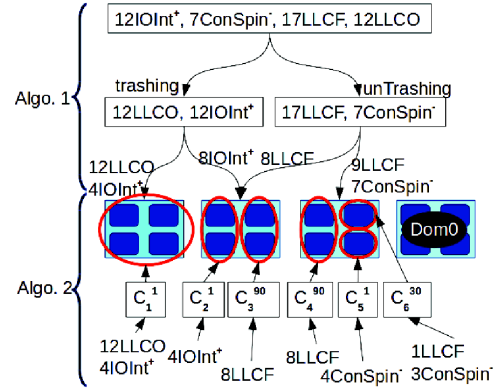 12IOInt⁺, 7ConSpin⁻, 17LLCF, 12LLCO
Algo. 1
trashing
unTrashing
12LLCO, 12IOInt⁺
17LLCF, 7ConSpin⁻
12LLCO
4IOInt⁺
8IOInt⁺
8LLCF
9LLCF
7ConSpin⁻
Dom0
Algo. 2
C₁¹
C₂¹
C₃⁹⁰
C₄⁹⁰
C₅¹
C₆³⁰
12LLCO
4IOInt⁺
4IOInt⁺
8LLCF
8LLCF
4ConSpin⁻
1LLCF
3ConSpin⁻